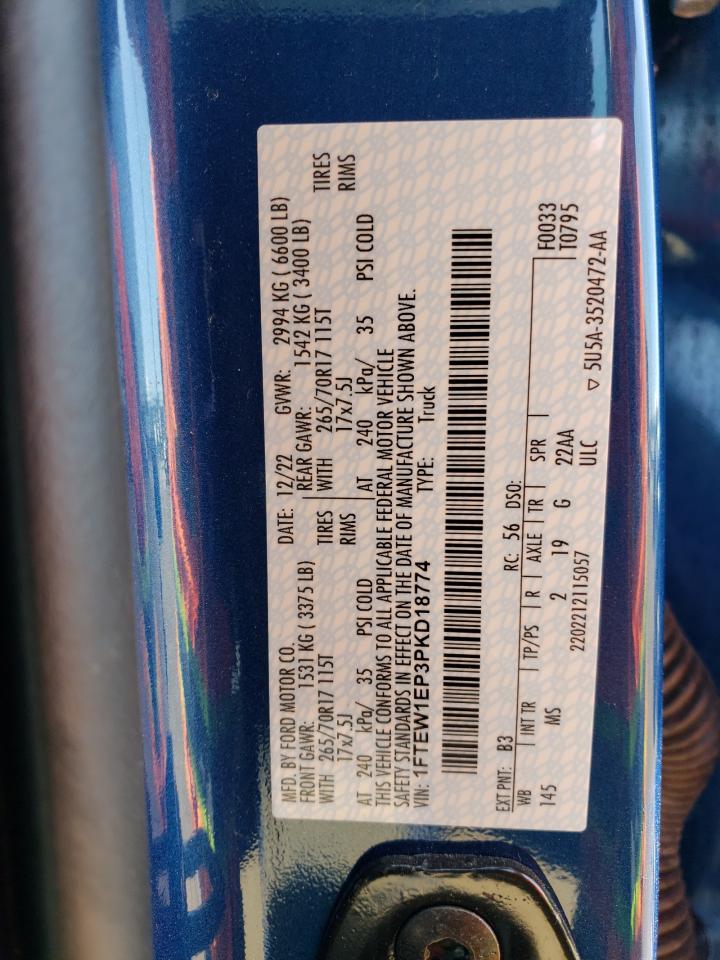 MFD. BY FORD MOTOR CO. DATE: 12/22 GVWR: 2994 KG ( 6600 LB)
FRONT GAWR: 1531 KG ( 3375 LB) REAR GAWR: 1542 KG ( 3400 LB)
WITH 265/70R17 115T TIRES WITH 265/70R17 115T TIRES
17x7.5J RIMS 17x7.5J RIMS
AT 240 kPa/ 35 PSI COLD AT 240 kPa/ 35 PSI COLD
THIS VEHICLE CONFORMS TO ALL APPLICABLE FEDERAL MOTOR VEHICLE
SAFETY STANDARDS IN EFFECT ON THE DATE OF MANUFACTURE SHOWN ABOVE.
VIN: 1FTEW1EP3PKD18774 TYPE: Truck
EXT PNT: B3 RC: 56 DSO:
WB INT TR TP/PS R AXLE TR SPR F0033
145 MS 2 19 G 22AA T0795
2202212115057 ULC
▽ 5U5A-3520472-AA